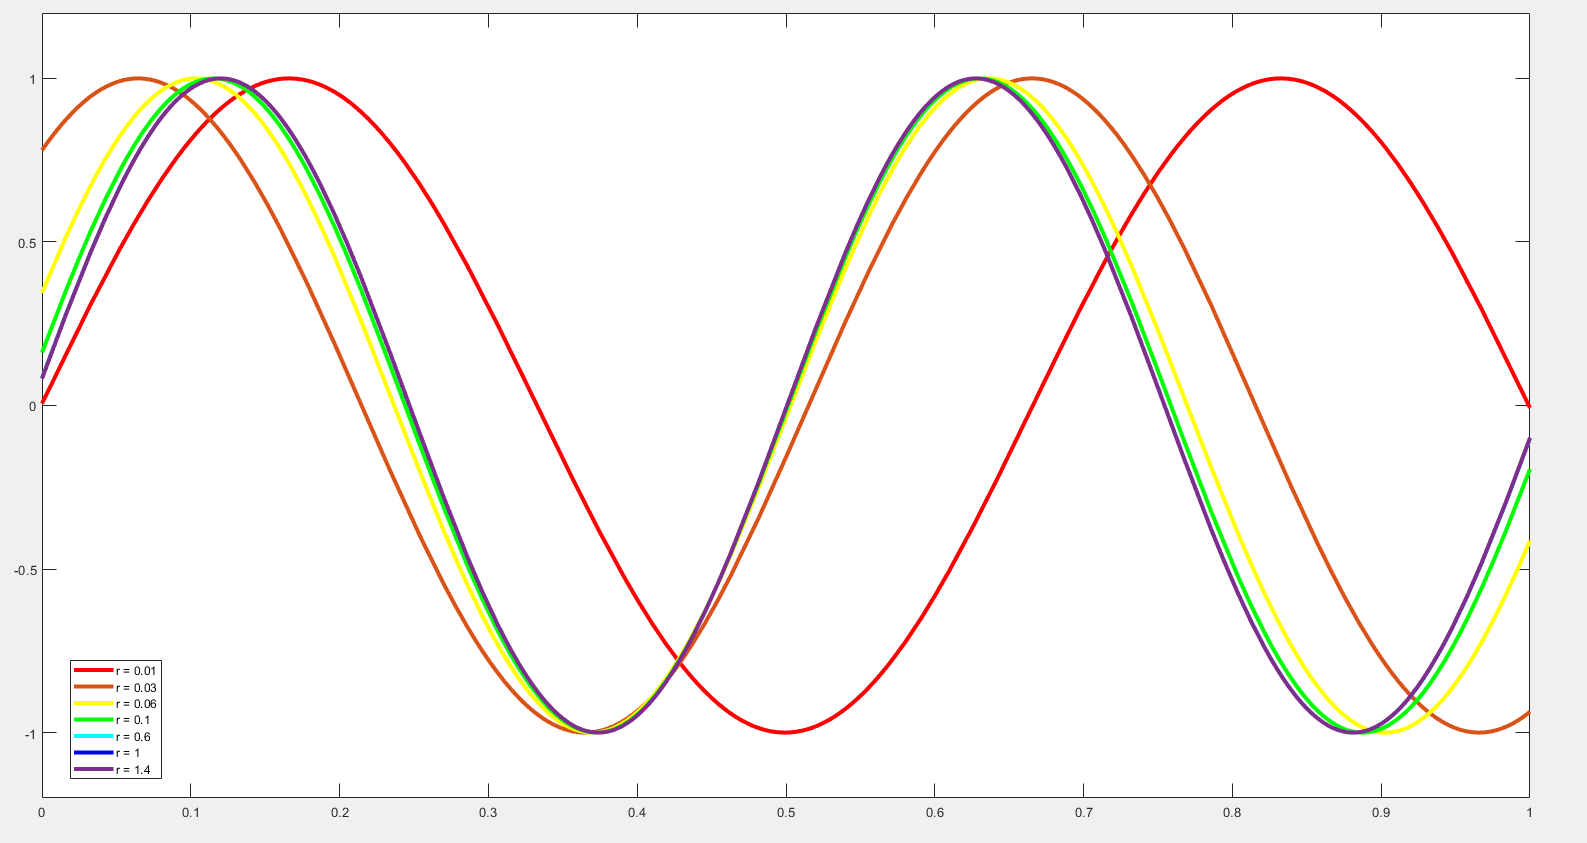 1
0.5
0
-0.5
-1
r = 0.01
r = 0.03
r = 0.06
r = 0.1
r = 0.6
r = 1
r = 1.4
0 0.1 0.2 0.3 0.4 0.5 0.6 0.7 0.8 0.9 1